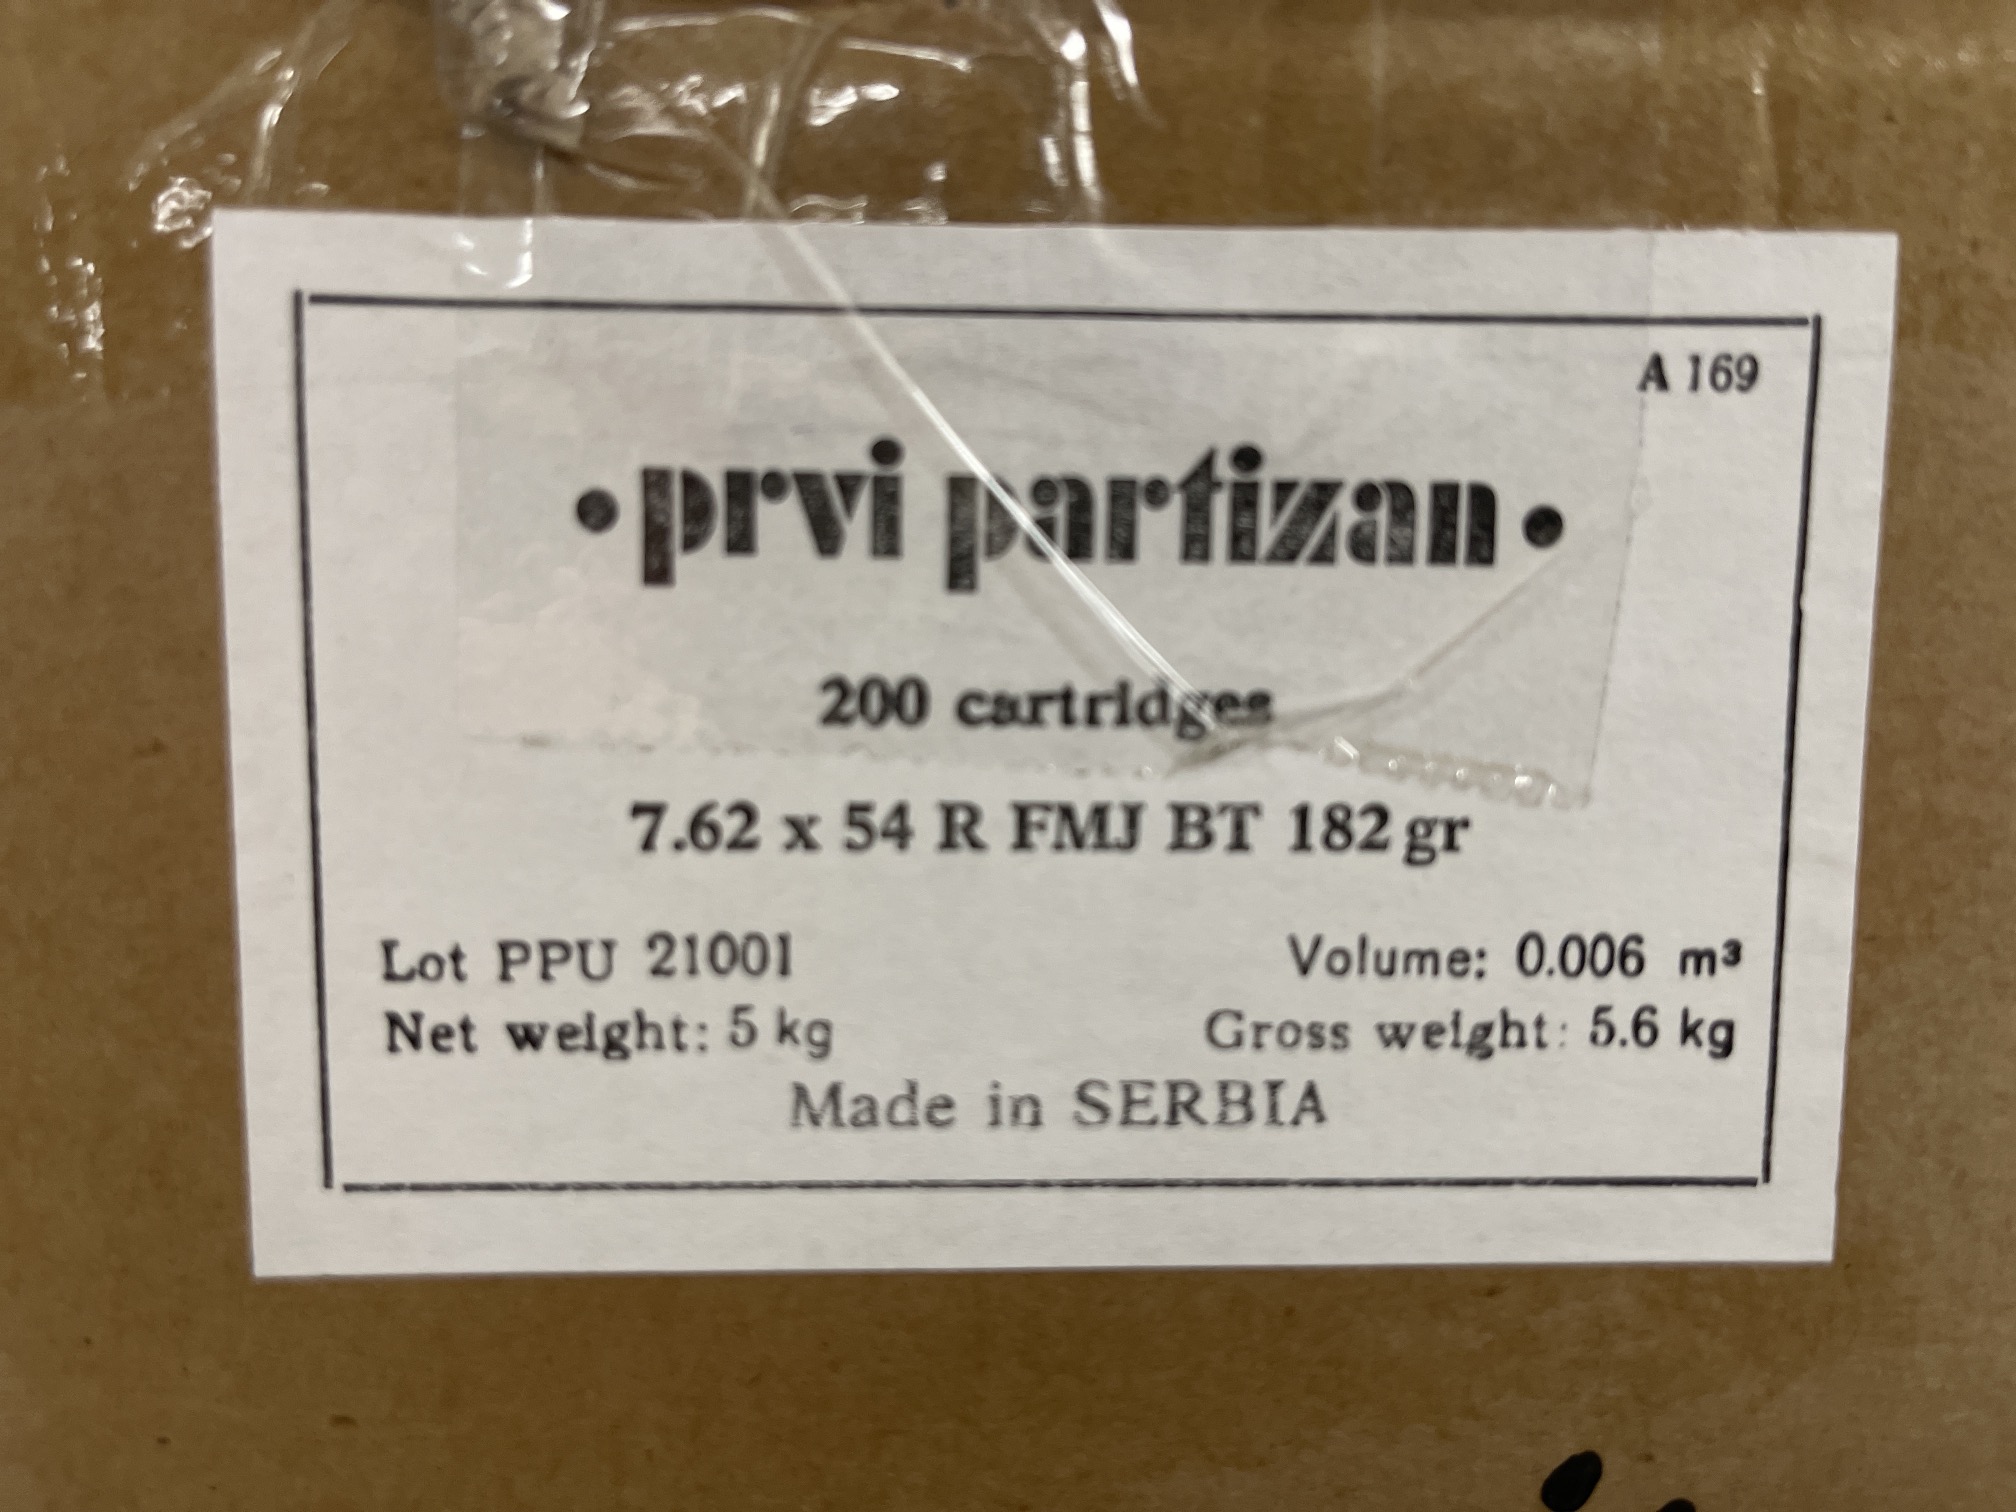 A 169
• prvi partizan •
200 cartridges
7.62 x 54 R FMJ BT 182 gr
Lot PPU 21001 Volume: 0.006 m³
Net weight: 5 kg Gross weight: 5.6 kg
Made in SERBIA